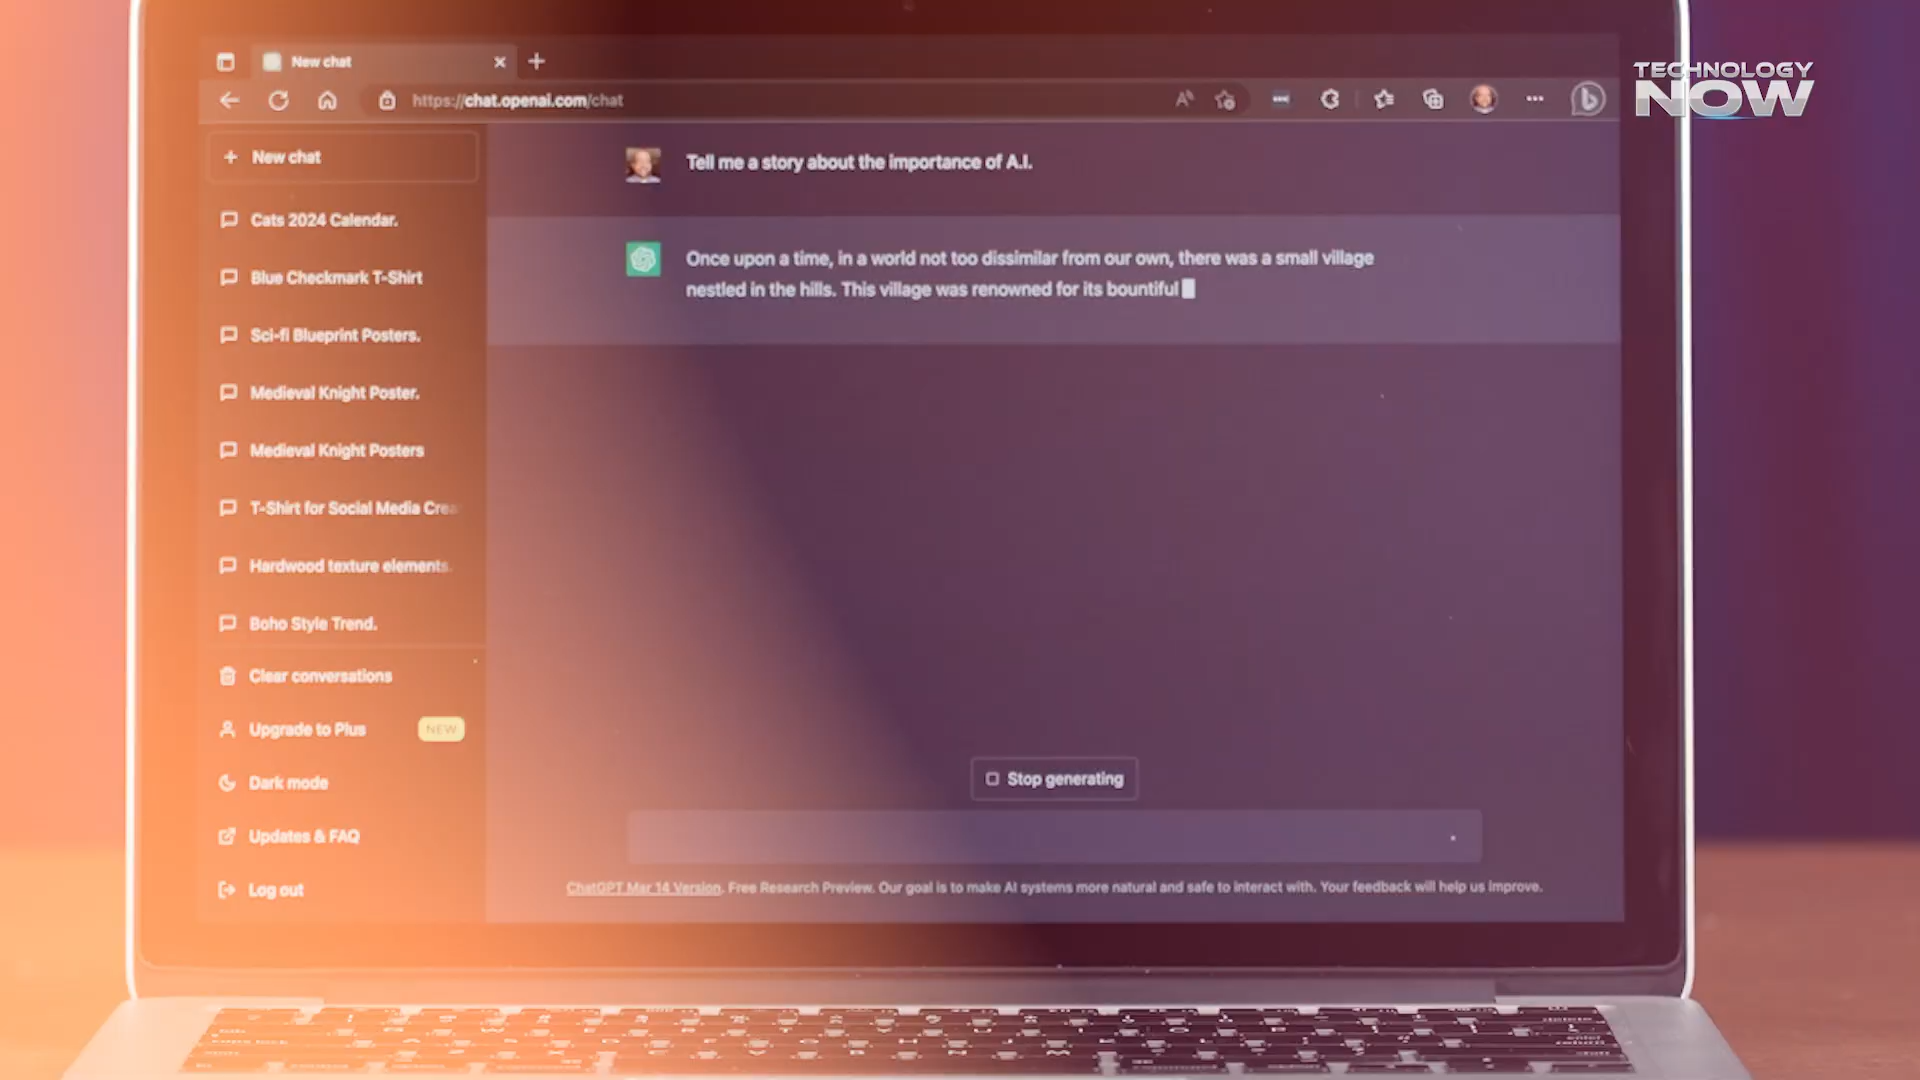 TECHNOLOGY
NOW
New chat
https://chat.openai.com/chat
New chat
Tell me a story about the importance of A.I.
Cats 2024 Calendar.
Blue Checkmark T-Shirt
Once upon a time, in a world not too dissimilar from our own, there was a small village
nestled in the hills. This village was renowned for its bountiful
Sci-fi Blueprint Posters.
Medieval Knight Poster.
Medieval Knight Posters
T-Shirt for Social Media Crea
Hardwood texture elements.
Boho Style Trend.
Clear conversations
Upgrade to Plus NEW
Dark mode
Updates & FAQ
Log out
Stop generating
ChatGPT Mar 14 Version. Free Research Preview. Our goal is to make AI systems more natural and safe to interact with. Your feedback will help us improve.